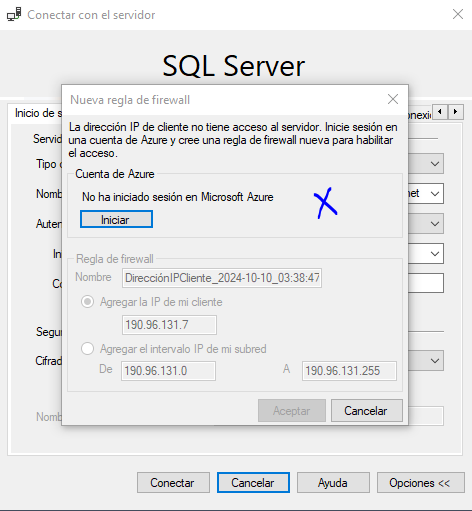 Conectar con el servidor
SQL Server
Inicio de s
onexi
Servid
Tipo d
Nomb
net
Auten
In
Co
Segur
Cifrad
Nomb
Nueva regla de firewall
La dirección IP de cliente no tiene acceso al servidor. Inicie sesión en
una cuenta de Azure y cree una regla de firewall nueva para habilitar
el acceso.
Cuenta de Azure
No ha iniciado sesión en Microsoft Azure
Iniciar
Regla de firewall
Nombre DirecciónIPCliente_2024-10-10_03:38:47
Agregar la IP de mi cliente
190.96.131.7
Agregar el intervalo IP de mi subred
De 190.96.131.0 A 190.96.131.255
Aceptar Cancelar
Conectar Cancelar Ayuda Opciones <<